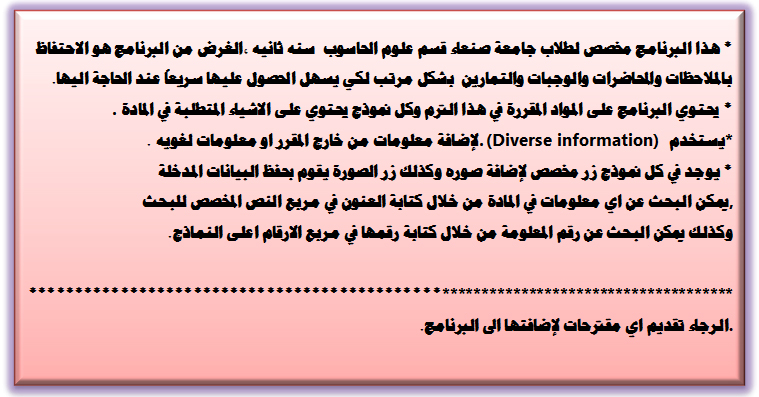 * هذا البرنامج مخصص لطلاب جامعة صنعاء قسم علوم الحاسوب سنه ثانيه ،الغرض من البرنامج هو الاحتفاظ
بالملاحظات والمحاضرات والوجبات والتمارين بشكل مرتب لكي يسهل الحصول عليها سريعاً عند الحاجة اليها.
* يحتوي البرنامج على المواد المقررة في هذا الترم وكل نموذج يحتوي على الاشياء المتطلبة في المادة .
*يستخدم (Diverse information) .لإضافة معلومات من خارج المقرر او معلومات لغويه .
* يوجد في كل نموذج زر مخصص لإضافة صوره وكذلك زر الصورة يقوم بحفظ البيانات المدخلة
,يمكن البحث عن اي معلومات في المادة من خلال كتابة العنون في مربع النص المخصص للبحث
وكذلك يمكن البحث عن رقم المعلومة من خلال كتابة رقمها في مربع الارقام اعلى النماذج.
*******************************************************************************
.الرجاء تقديم اي مقترحات لإضافتها الى البرنامج.